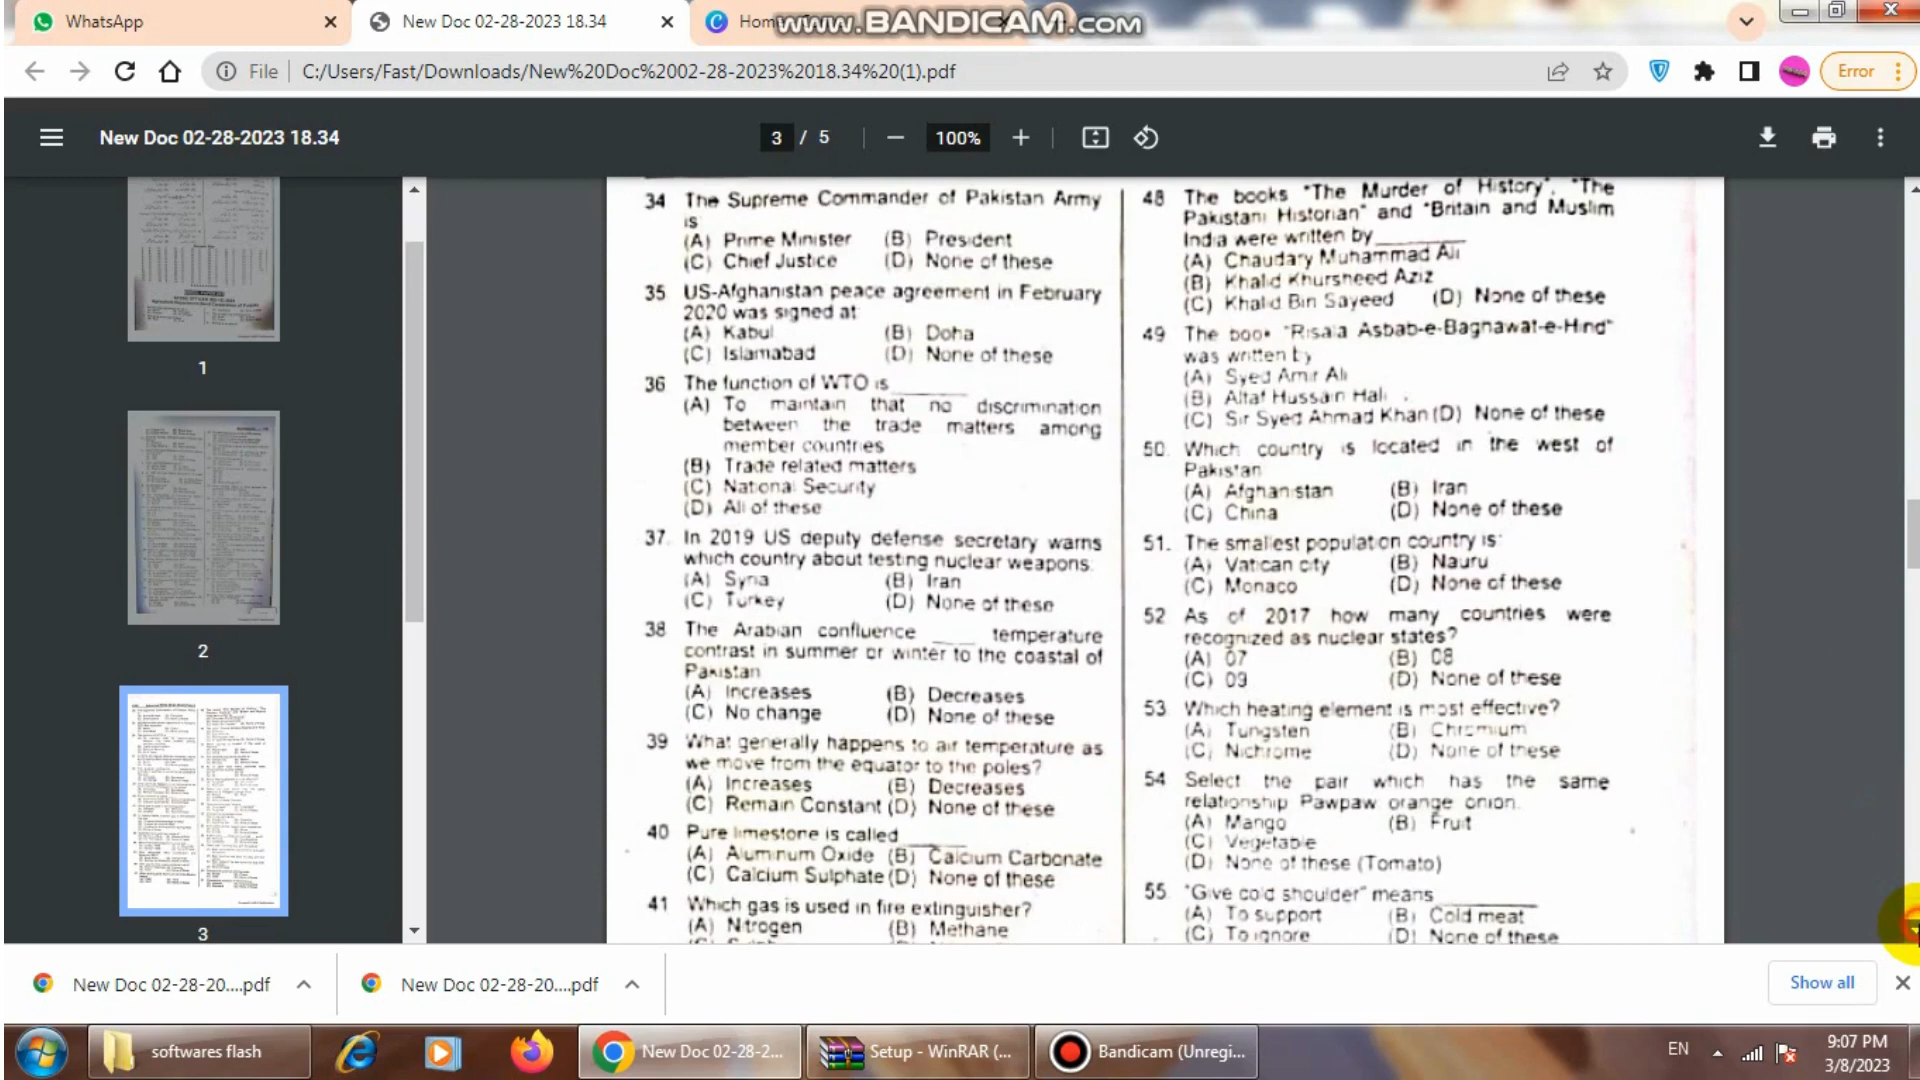 WhatsApp
New Doc 02-28-2023 18.34
Hom
www.BANDICAM.com
File
C:/Users/Fast/Downloads/New%20Doc%2002-28-2023%2018.34%20(1).pdf
Error
New Doc 02-28-2023 18.34
3 / 5
100%
1
2
3
34 The Supreme Commander of Pakistan Army
is
(A) Prime Minister (B) President
(C) Chief Justice (D) None of these
35 US-Afghanistan peace agreement in February
2020 was signed at
(A) Kabul (B) Doha
(C) Islamabad (D) None of these
36 The function of WTO is ______
(A) To maintain that no discrimination
between the trade matters among
member countries
(B) Trade related matters
(C) National Security
(D) All of these
37. In 2019 US deputy defense secretary warns
which country about testing nuclear weapons:
(A) Syria (B) Iran
(C) Turkey (D) None of these
38 The Arabian confluence ___ temperature
contrast in summer or winter to the coastal of
Pakistan
(A) Increases (B) Decreases
(C) No change (D) None of these
39 What generally happens to air temperature as
we move from the equator to the poles?
(A) Increases (B) Decreases
(C) Remain Constant (D) None of these
40 Pure limestone is called_____
(A) Aluminum Oxide (B) Calcium Carbonate
(C) Calcium Sulphate (D) None of these
41 Which gas is used in fire extinguisher?
(A) Nitrogen (B) Methane
48 The books "The Murder of History", "The
Pakistani Historian" and "Britain and Muslim
India were written by_______
(A) Chaudary Muhammad Ali
(B) Khalid Khursheed Aziz
(C) Khalid Bin Sayeed (D) None of these
49 The book "Risala Asbab-e-Bagnawat-e-Hind"
was written by
(A) Syed Amir Ali
(B) Altaf Hussain Hali
(C) Sir Syed Ahmad Khan (D) None of these
50. Which country is located in the west of
Pakistan
(A) Afghanistan (B) Iran
(C) China (D) None of these
51. The smallest population country is:
(A) Vatican city (B) Nauru
(C) Monaco (D) None of these
52 As of 2017 how many countries were
recognized as nuclear states?
(A) 07 (B) 08
(C) 09 (D) None of these
53 Which heating element is most effective?
(A) Tungsten (B) Chromium
(C) Nichrome (D) None of these
54 Select the pair which has the same
relationship Pawpaw orange onion.
(A) Mango (B) Fruit
(C) Vegetable
(D) None of these (Tomato)
55 "Give cold shoulder" means________
(A) To support (B) Cold meat
(C) To ignore (D) None of these
New Doc 02-28-20....pdf
New Doc 02-28-20....pdf
Show all
softwares flash
New Doc 02-28-2...
Setup - WinRAR (...
Bandicam (Unregi...
EN
9:07 PM
3/8/2023